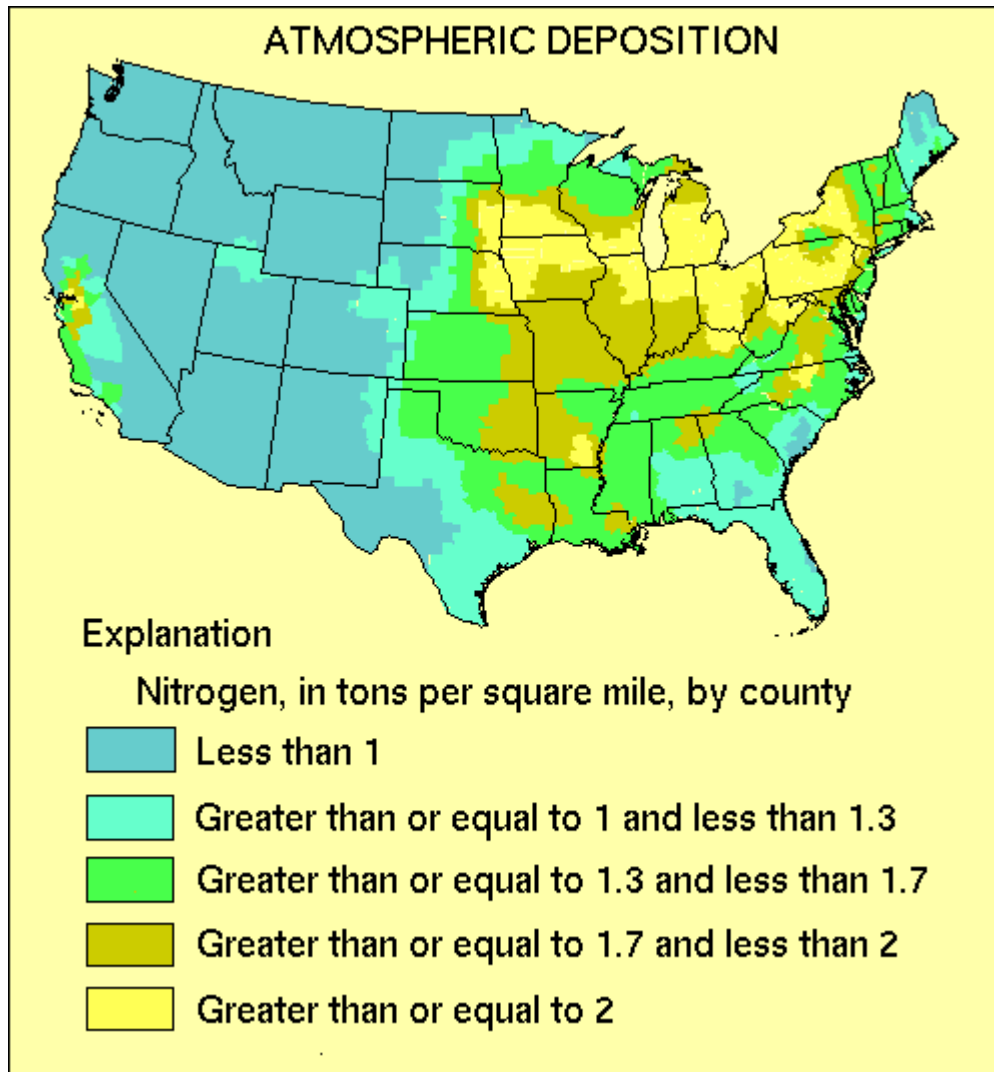 ATMOSPHERIC DEPOSITION
Explanation
Nitrogen, in tons per square mile, by county
Less than 1
Greater than or equal to 1 and less than 1.3
Greater than or equal to 1.3 and less than 1.7
Greater than or equal to 1.7 and less than 2
Greater than or equal to 2